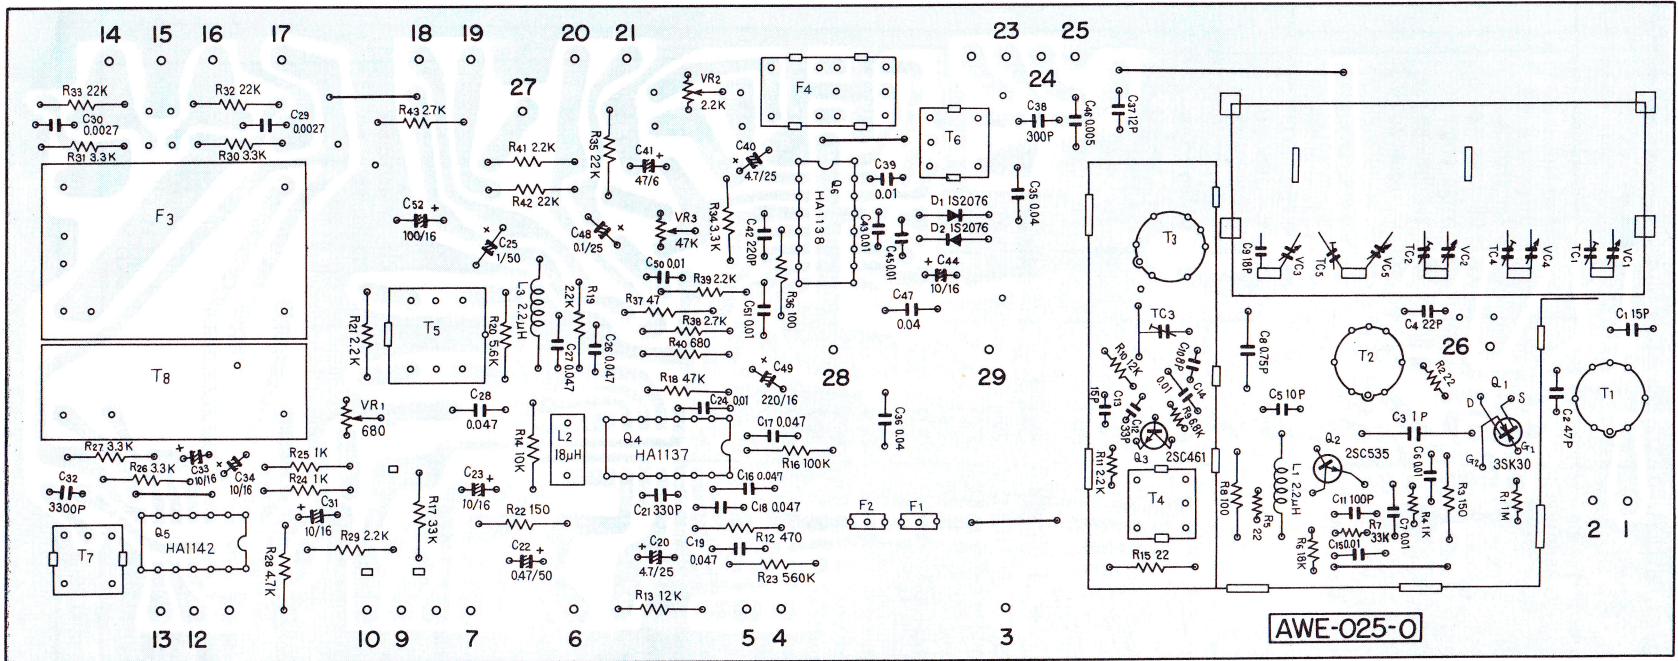 14 15 16 17 18 19 20 21 23 25
27 24
R33 22K
R32 22K
C30 0.0027
C29 0.0027
R31 3.3K
R30 3.3K
R43 2.7K
R41 2.2K
R42 22K
R35 22K
C41 + 47/6
VR2 2.2K
F4
C40 4.7/25
T6
C38 300P
C46 0.005
C37 12P
F3
C52 + 100/16
C25 1/50
C48 0.1/25
VR3 47K
R34 3.3K
C42 220P
Q6 HA1138
C39 0.01
C43 0.01
C45 0.01
D1 IS2076
D2 IS2076
C35 0.04
+ C44 10/16
T3
C9 18P
VC3
TC5
VC5
TC2
VC2
TC4
VC4
TC1
VC1
C50 0.01
R39 2.2K
R37 47
R38 2.7K
R40 680
C51 0.01
R36 100
C47 0.04
L3 2.2μH
R19 2.2K
R21 2.2K
T5
R20 5.6K
C27 0.047
C26 0.047
TC3
C4 22P
C1 15P
T8
VR1 680
C28 0.047
R18 47K
C49 220/16
28
29
R10 12K
C10 8P
C8 0.75P
T2
26
R2 22
Q1
D S
G2 G1
3SK30
C2 47P
T1
C24 0.01
C17 0.047
R16 100K
C36 0.04
C13 15P
C12 33P
C14 0.01
R9 6.8K
Q3 2SC461
C5 10P
C3 1P
Q2 2SC535
R27 3.3K
R26 3.3K
C33 10/16
C34 10/16
R25 1K
R24 1K
C32 3300P
R14 10K
L2 18μH
Q4 HA1137
R11 2.2K
T4
R8 100
R5 22
L1 2.2μH
C6 0.01
C11 100P
R7 33K
C7 0.01
R4 1K
R3 150
R1 1M
2 1
T7
Q5 HA1142
+ C31 10/16
R28 4.7K
R29 2.2K
R17 33K
C23 + 10/16
R22 150
C22 + 0.47/50
C21 330P
C16 0.047
C18 0.047
R12 470
C19 0.047
+ C20 4.7/25
R23 560K
F2
F1
R15 22
R6 18K
C15 0.01
R13 12K
13 12 10 9 7 6 5 4 3
AWE-025-0